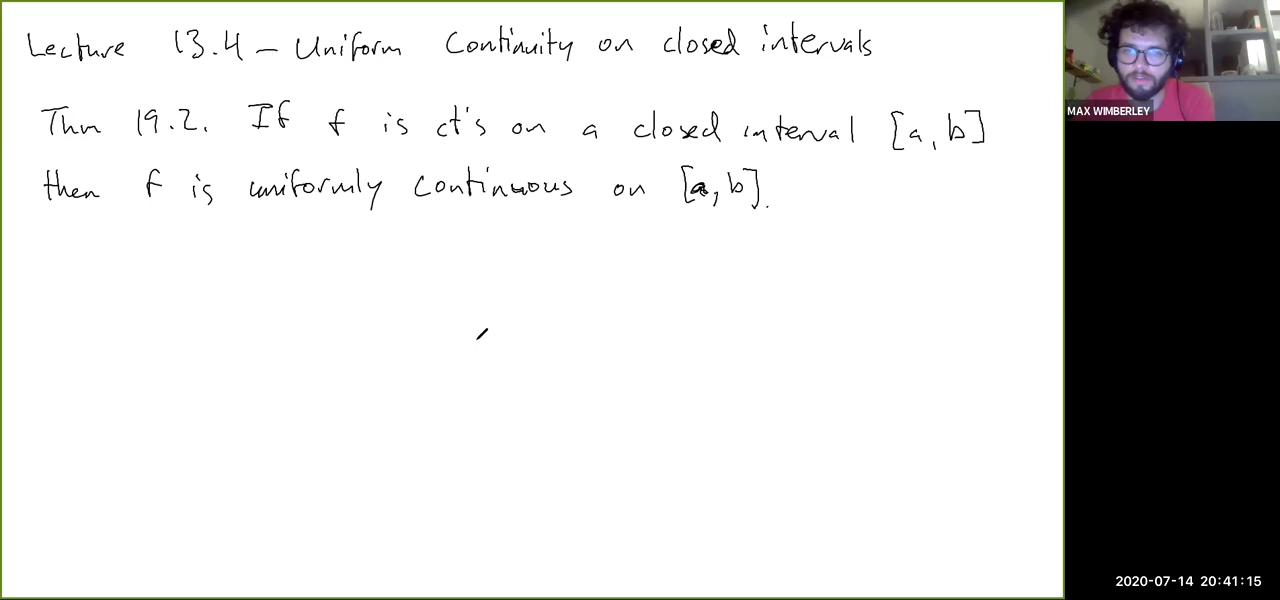 Lecture 13.4 - Uniform Continuity on closed intervals
Thm 19.2. If f is ct's on a closed interval [a, b]
then f is uniformly continuous on [a, b].
MAX WIMBERLEY
2020-07-14 20:41:15